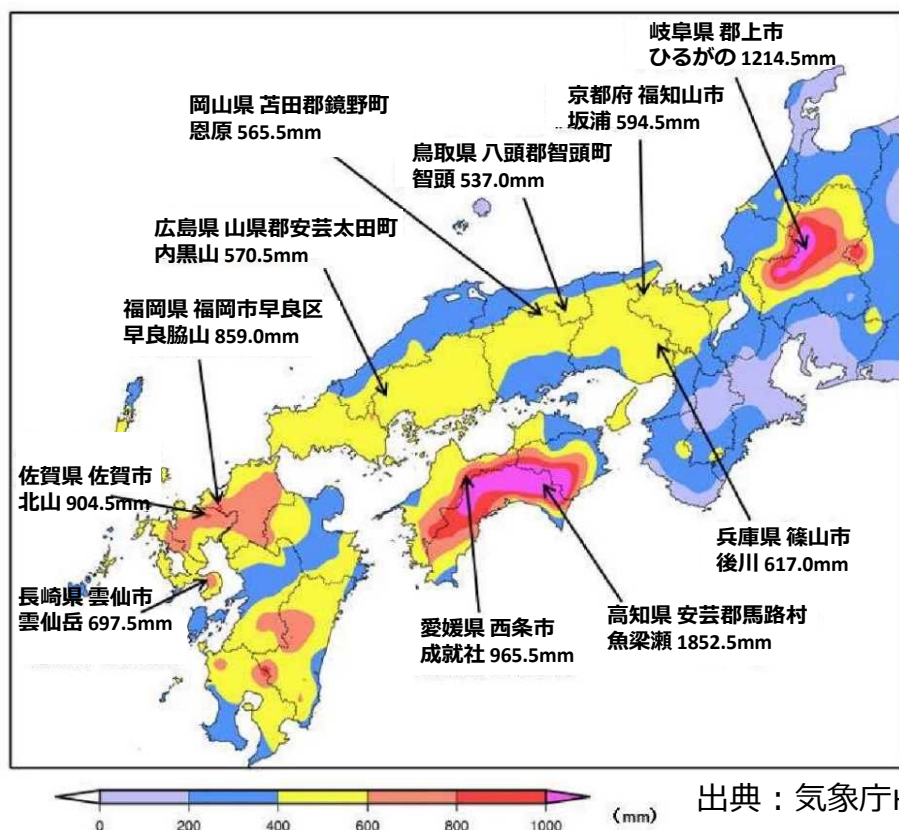 岐阜県 郡上市
ひるがの 1214.5mm
京都府 福知山市
坂浦 594.5mm
岡山県 苫田郡鏡野町
恩原 565.5mm
鳥取県 八頭郡智頭町
智頭 537.0mm
広島県 山県郡安芸太田町
内黒山 570.5mm
福岡県 福岡市早良区
早良脇山 859.0mm
佐賀県 佐賀市
北山 904.5mm
長崎県 雲仙市
雲仙岳 697.5mm
兵庫県 篠山市
後川 617.0mm
愛媛県 西条市
成就社 965.5mm
高知県 安芸郡馬路村
魚梁瀬 1852.5mm
0 200 400 600 800 1000 (mm)
出典:気象庁H